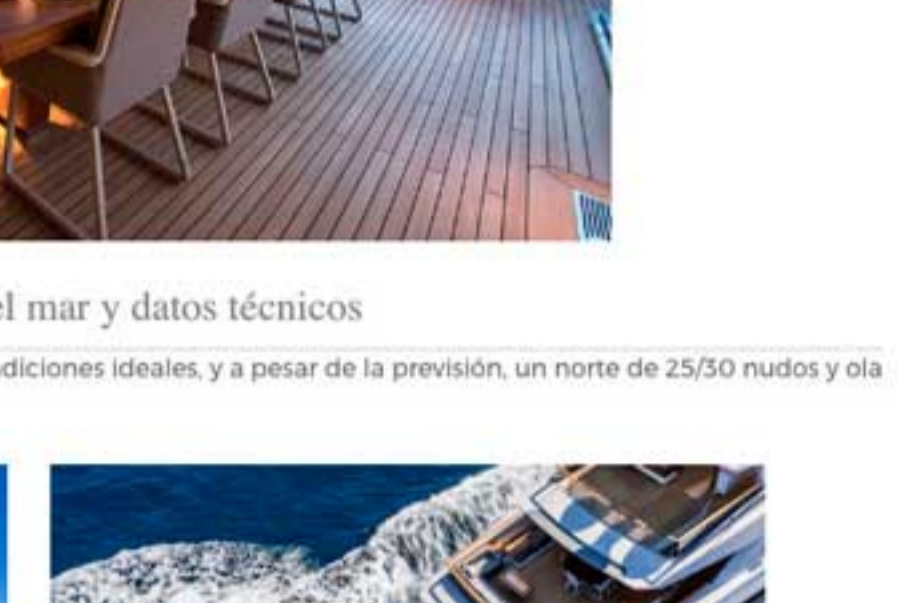 el mar y datos técnicos
diciones ideales, y a pesar de la previsión, un norte de 25/30 nudos y ola